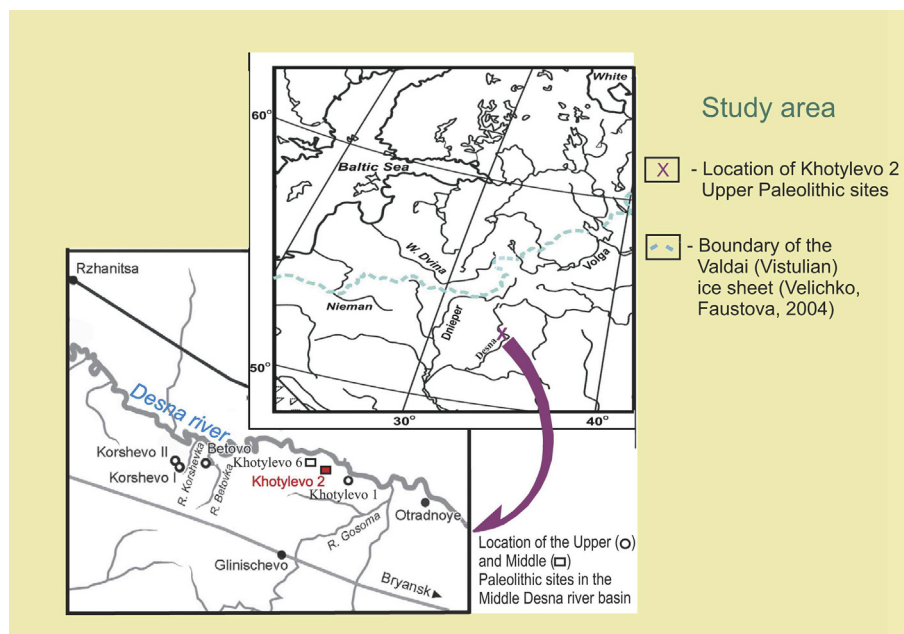 White
60°
Baltic Sea
W. Dvina
Volga
Nieman
Dnieper
Desna
50°
30°
40°
Study area
X - Location of Khotylevo 2
Upper Paleolithic sites
- Boundary of the
Valdai (Vistulian)
ice sheet (Velichko,
Faustova, 2004)
Rzhanitsa
Desna river
Korshevo II
Korshevo I
R. Korshevka
R. Betovka
Betovo
Khotylevo 6
Khotylevo 2
Khotylevo 1
Otradnoye
R. Gosoma
Glinischevo
Bryansk
Location of the Upper ( )
and Middle ( )
Paleolithic sites in the
Middle Desna river basin